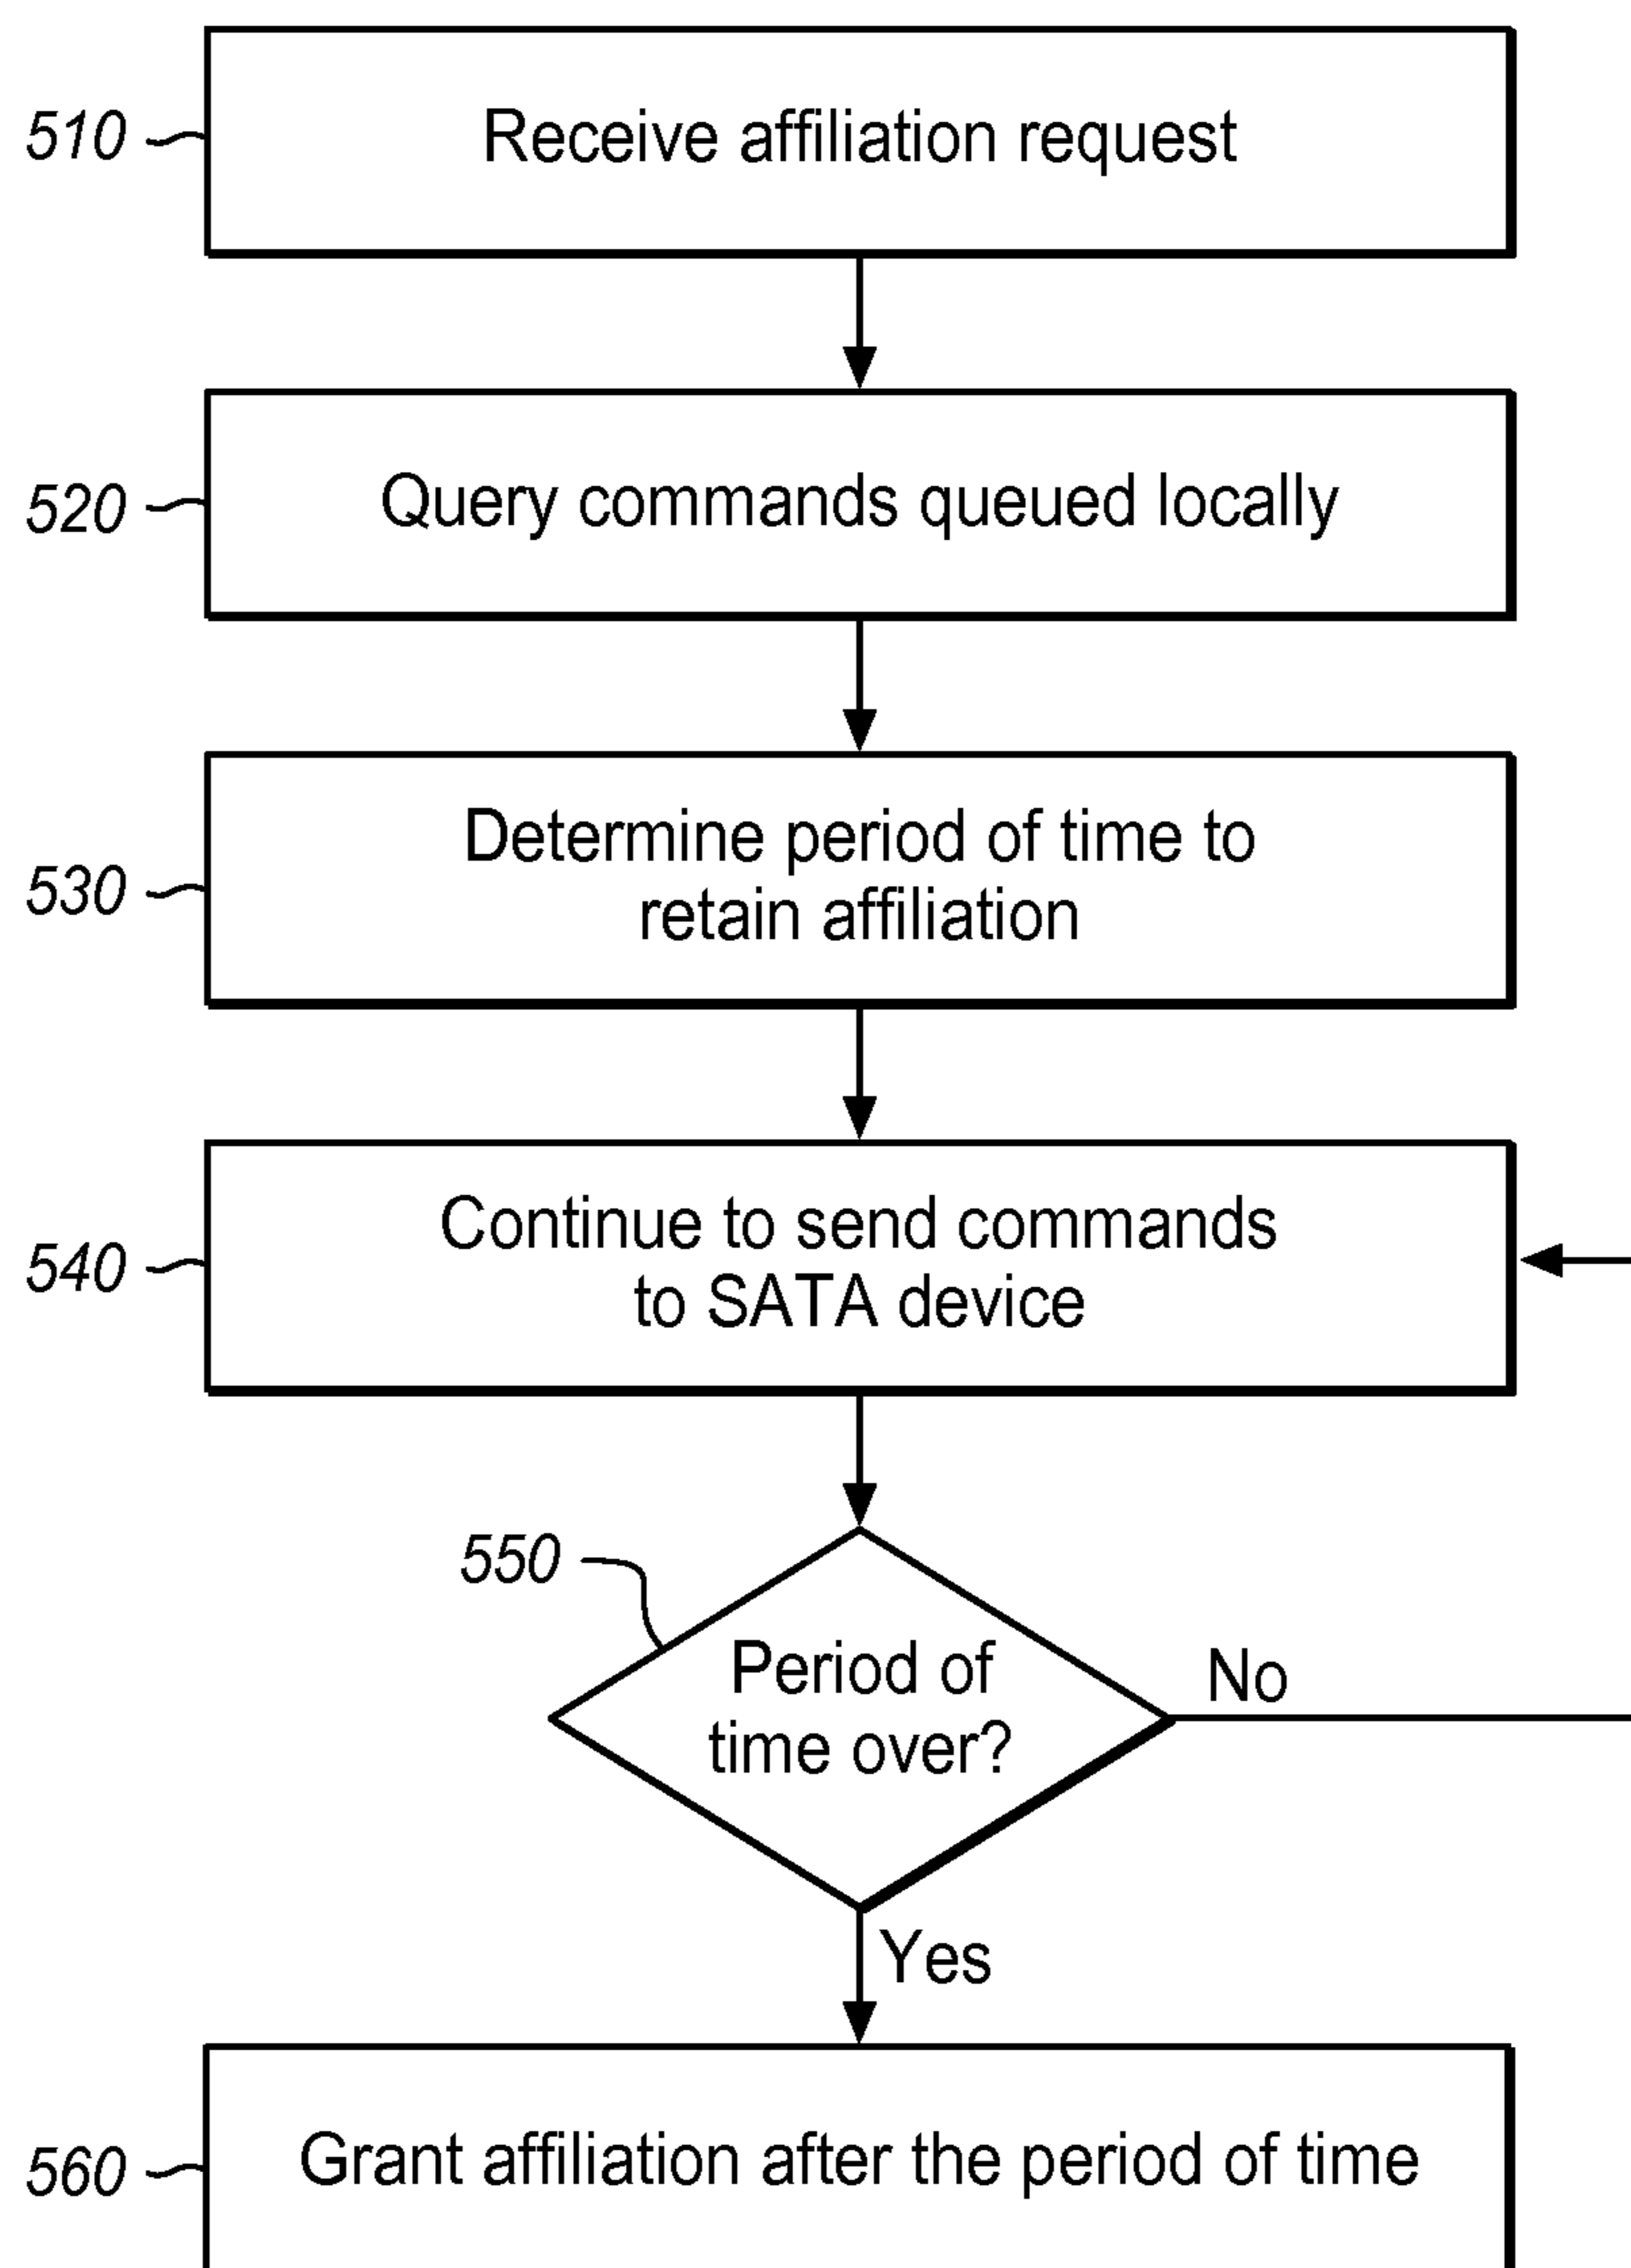 510
Receive affiliation request
520
Query commands queued locally
530
Determine period of time to
retain affiliation
540
Continue to send commands
to SATA device
550
Period of
time over?
No
Yes
560
Grant affiliation after the period of time